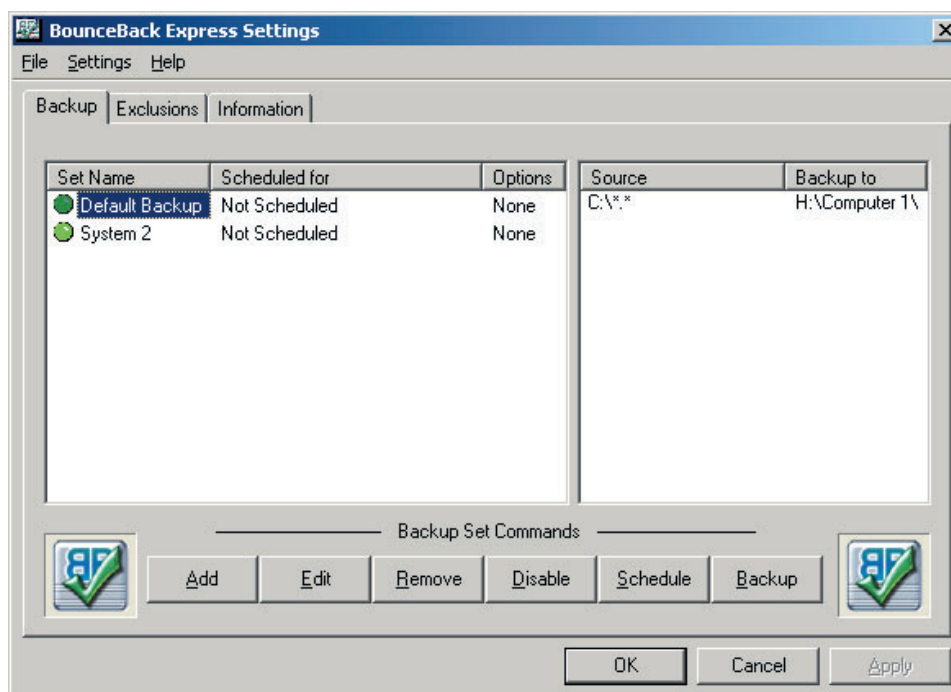 BounceBack Express Settings
File Settings Help
Backup Exclusions Information
Set Name Scheduled for Options Source Backup to
Default Backup Not Scheduled None C:\*.* H:\Computer 1\
System 2 Not Scheduled None
Backup Set Commands
Add Edit Remove Disable Schedule Backup
OK Cancel Apply